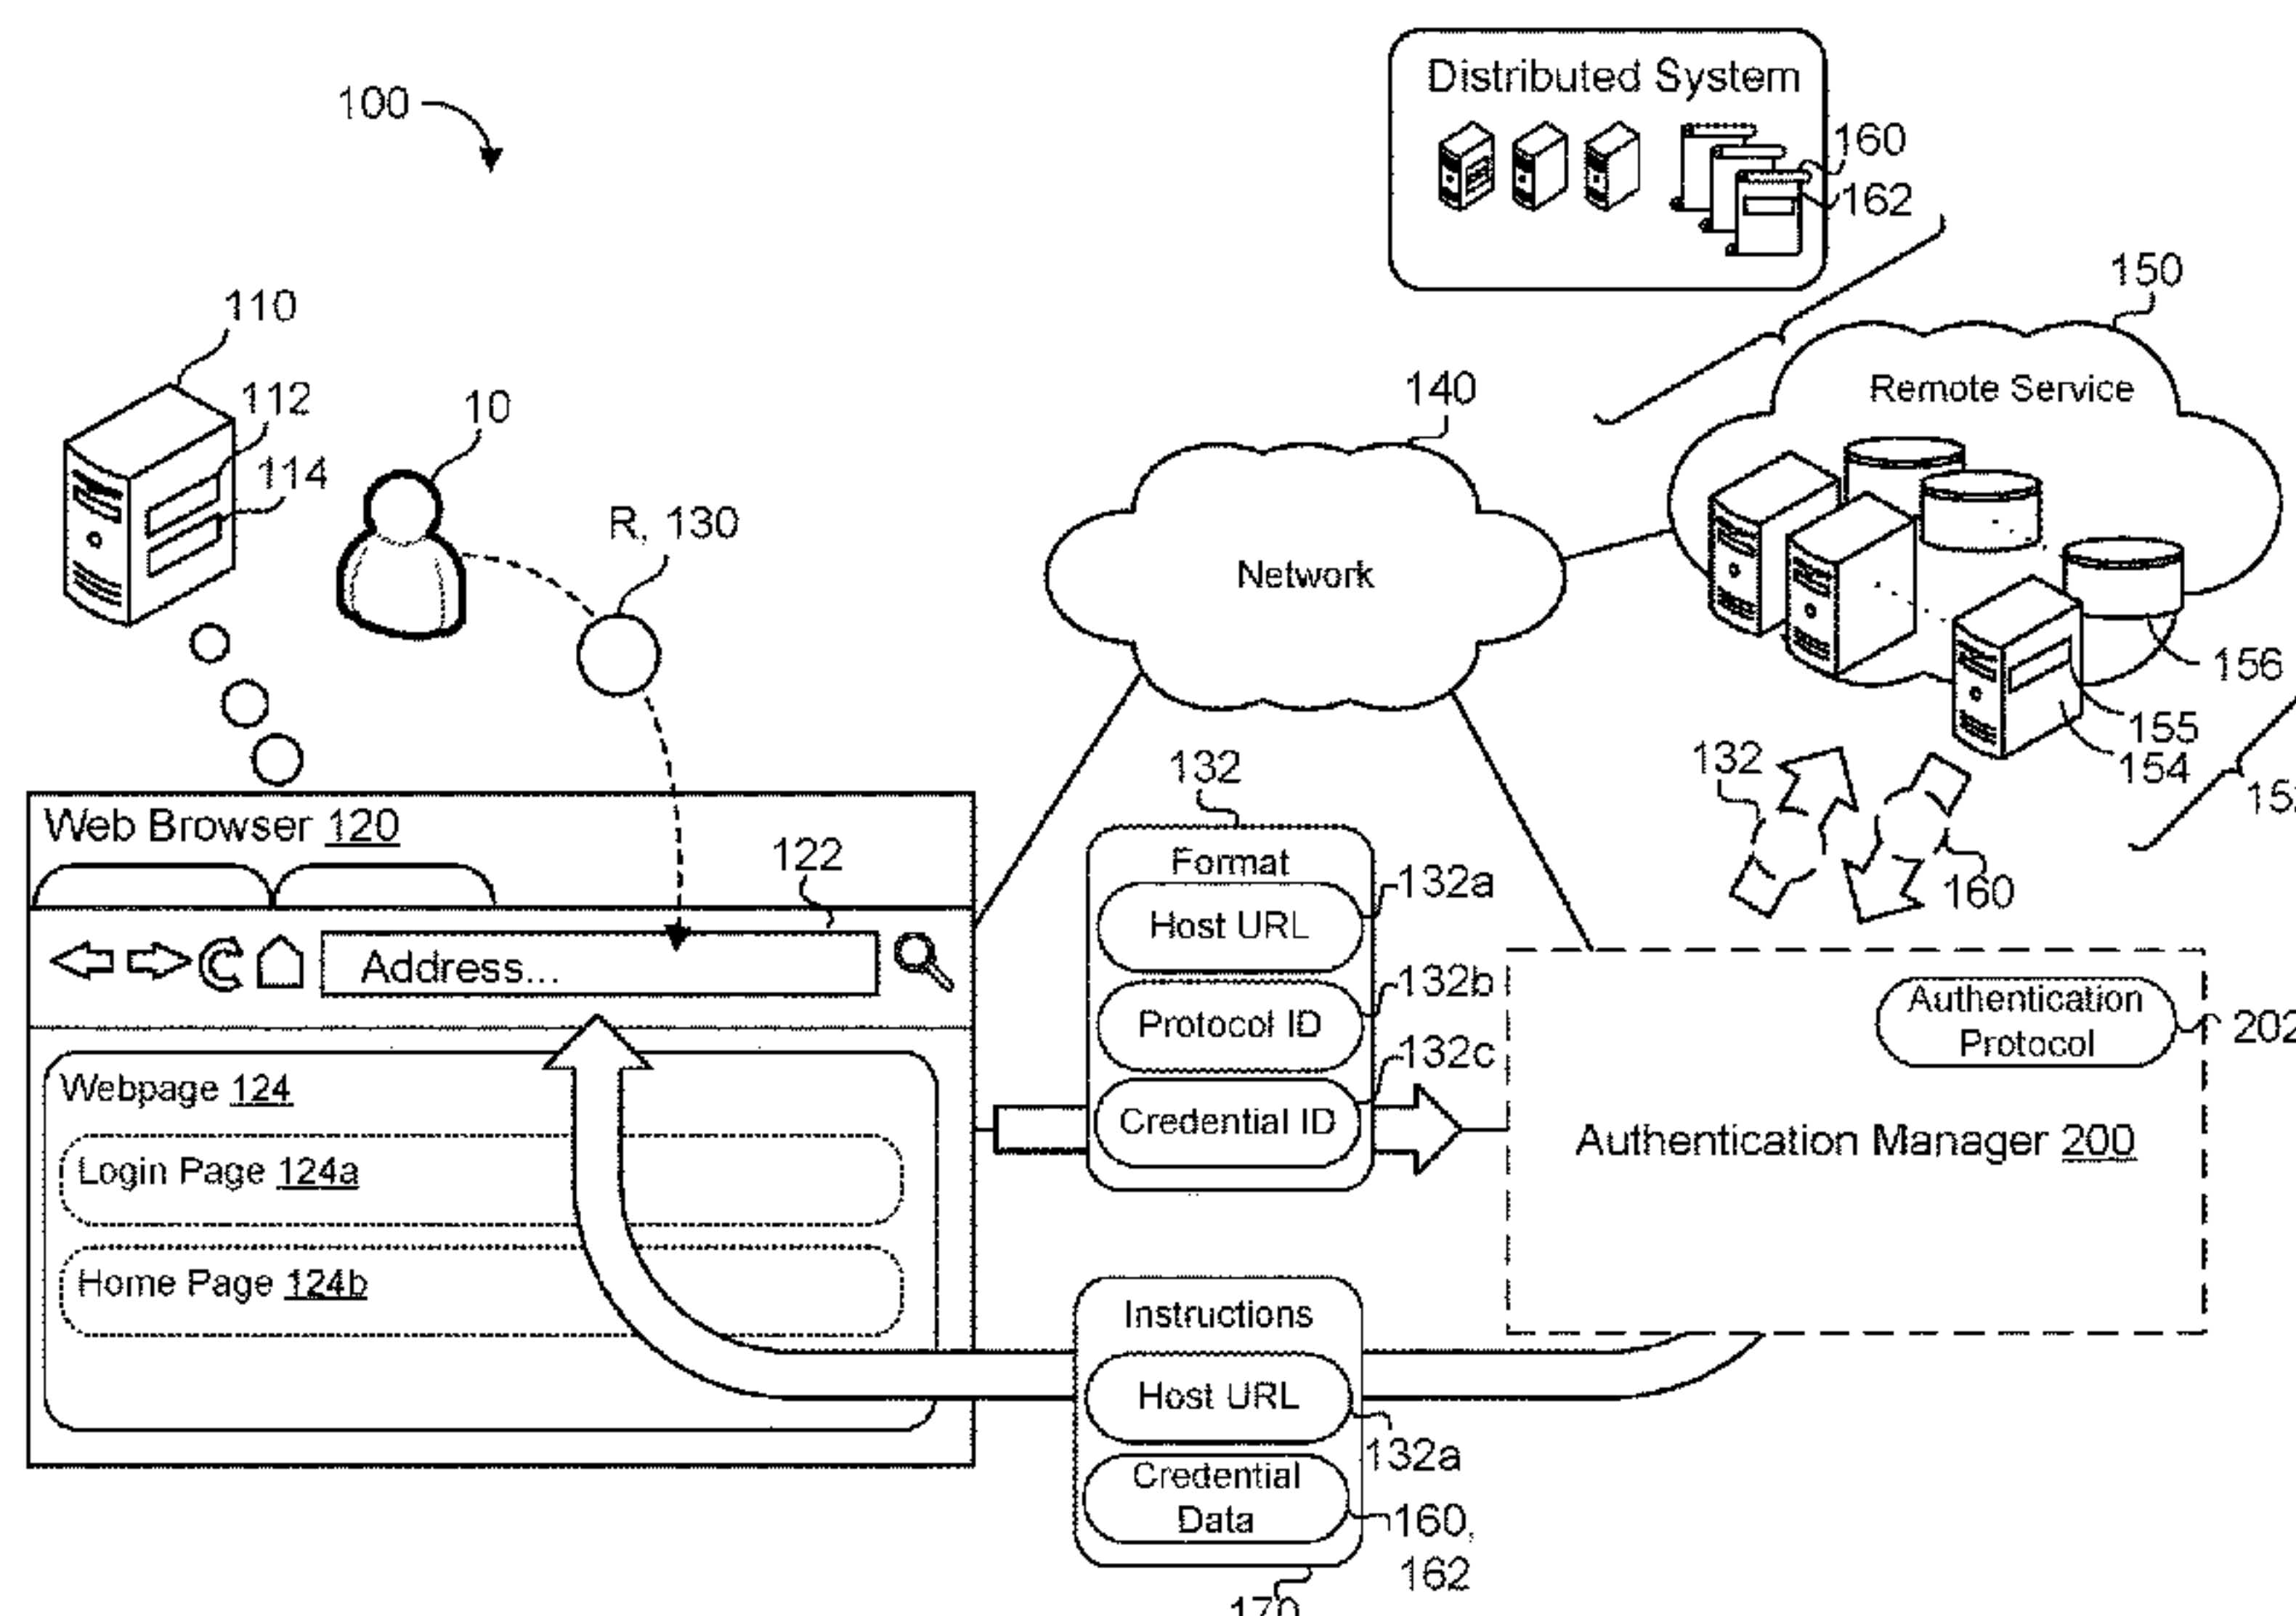 100
Distributed System
160
162
150
Remote Service
110
112
114
10
R, 130
140
Network
156
155
154
132
160
Web Browser 120
122
Address...
Webpage 124
Login Page 124a
Home Page 124b
132
Format
Host URL
132a
Protocol ID
132b
Credential ID
132c
Authentication
Protocol
202
Authentication Manager 200
Instructions
Host URL
132a
Credential
Data
160,
162
170